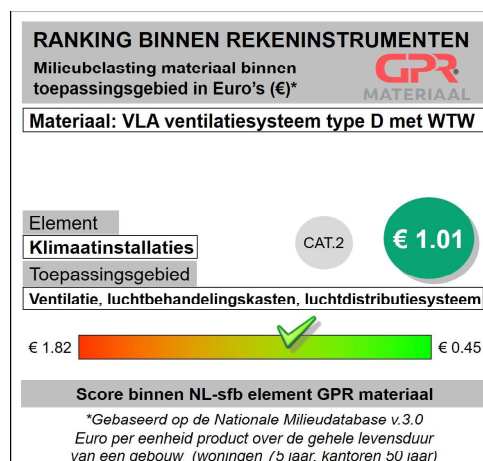 RANKING BINNEN REKENINSTRUMENTEN
Milieubelasting materiaal binnen
toepassingsgebied in Euro's (€)*
GPR®
MATERIAAL
Materiaal: VLA ventilatiesysteem type D met WTW
Element
Klimaatinstallaties
CAT.2
€ 1.01
Toepassingsgebied
Ventilatie, luchtbehandelingskasten, luchtdistributiesysteem
€ 1.82
€ 0.45
Score binnen NL-sfb element GPR materiaal
*Gebaseerd op de Nationale Milieudatabase v.3.0
Euro per eenheid product over de gehele levensduur
van een gebouw (woningen 75 jaar, kantoren 50 jaar)